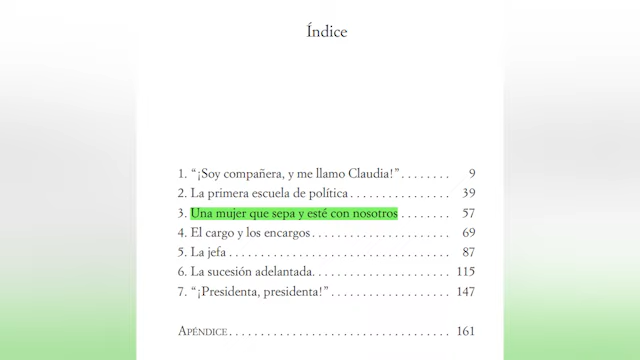 Índice
1. “¡Soy compañera, y me llamo Claudia!” ........ 9
2. La primera escuela de política ................ 39
3. Una mujer que sepa y esté con nosotros ........ 57
4. El cargo y los encargos ...................... 69
5. La jefa .................................... 87
6. La sucesión adelantada. ..................... 115
7. “¡Presidenta, presidenta!” ................... 147
APÉNDICE .................................... 161